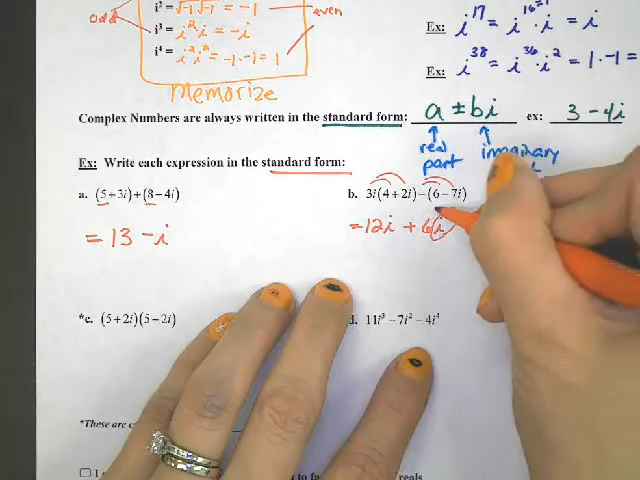 i² = √-1 √-1 = -1
odd
i³ = i² i = -i
even
i⁴ = i² i² = -1 · -1 = 1
Memorize
16÷
Ex: i¹⁷ = i¹⁶ · i = i
Ex: i³⁸ = i³⁶ · i² = 1 · -1 =
Complex Numbers are always written in the standard form: a ± bi ex: 3 - 4i
real part
imaginary
Ex: Write each expression in the standard form:
a. (5 + 3i) + (8 – 4i)
= 13 - i
b. 3i(4 + 2i) – (6 – 7i)
= 12i + 6i
*c. (5 + 2i)(5 – 2i)
d. 11i³ – 7i² – 4i⁴
*These are c